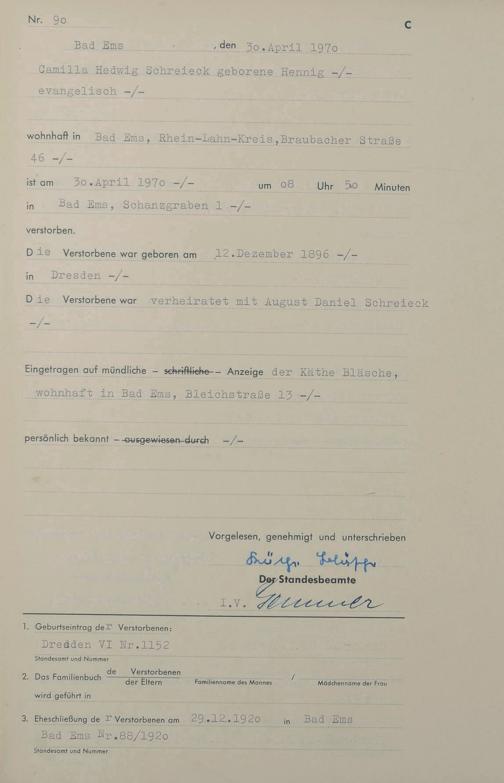 Nr. 90
C
Bad Ems , den 30.April 1970
Camilla Hedwig Schreieck geborene Hennig -/-
evangelisch -/-
wohnhaft in Bad Ems, Rhein-Lahn-Kreis,Braubacher Straße
46 -/-
ist am 30.April 1970 -/- um 08 Uhr 50 Minuten
in Bad Ems, Schanzgraben 1 -/-
verstorben.
Die Verstorbene war geboren am 12.Dezember 1896 -/-
in Dresden -/-
Die Verstorbene war verheiratet mit August Daniel Schreieck
-/-
Eingetragen auf mündliche - schriftliche - Anzeige der Käthe Bläsche,
wohnhaft in Bad Ems, Bleichstraße 13 -/-
persönlich bekannt - ausgewiesen durch -/-
Vorgelesen, genehmigt und unterschrieben
Käthe Bläsche
Der Standesbeamte
I.V. Sommer
1. Geburtseintrag der Verstorbenen:
Dredden VI Nr.1152
Standesamt und Nummer
2. Das Familienbuch de Verstorbenen
der Eltern Familienname des Mannes / Mädchenname der Frau
wird geführt in
3. Eheschließung der Verstorbenen am 29.12.1920 in Bad Ems
Bad Ems Nr.88/1920
Standesamt und Nummer